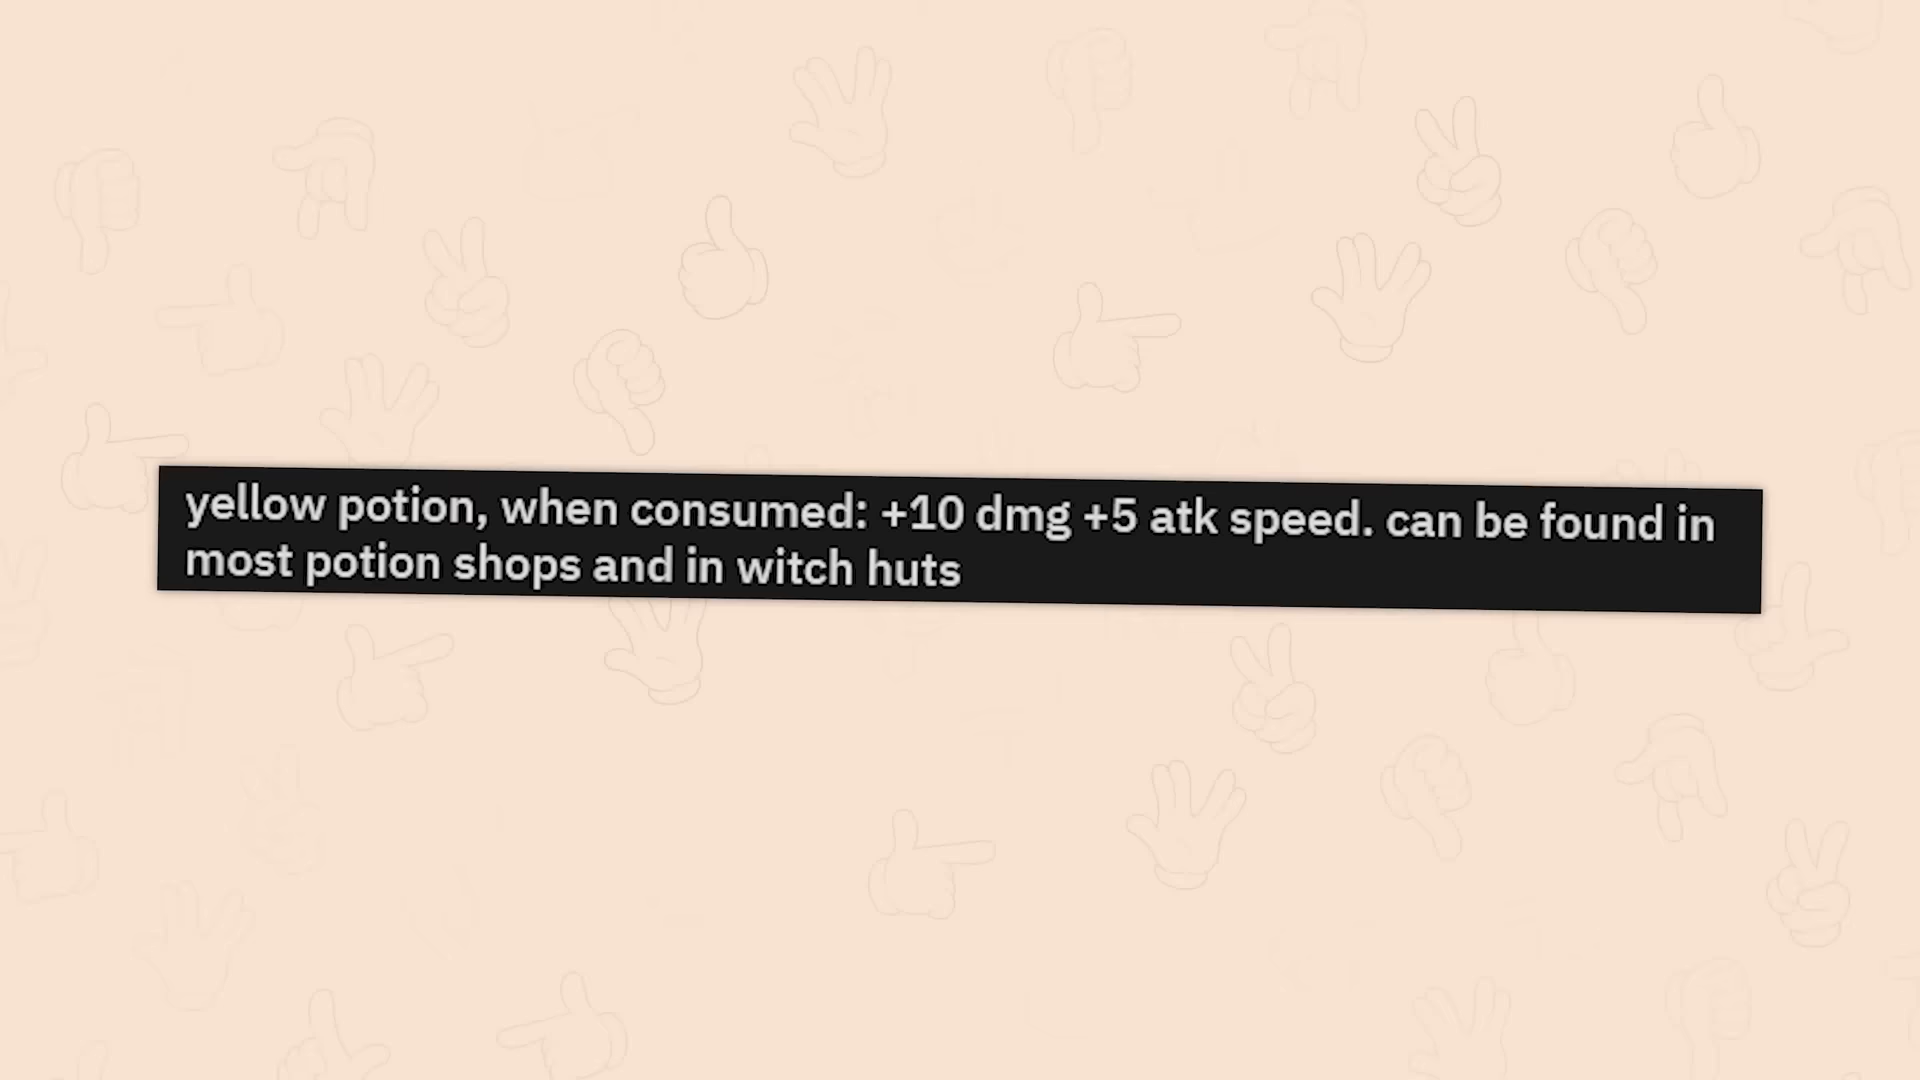 yellow potion, when consumed: +10 dmg +5 atk speed. can be found in
most potion shops and in witch huts